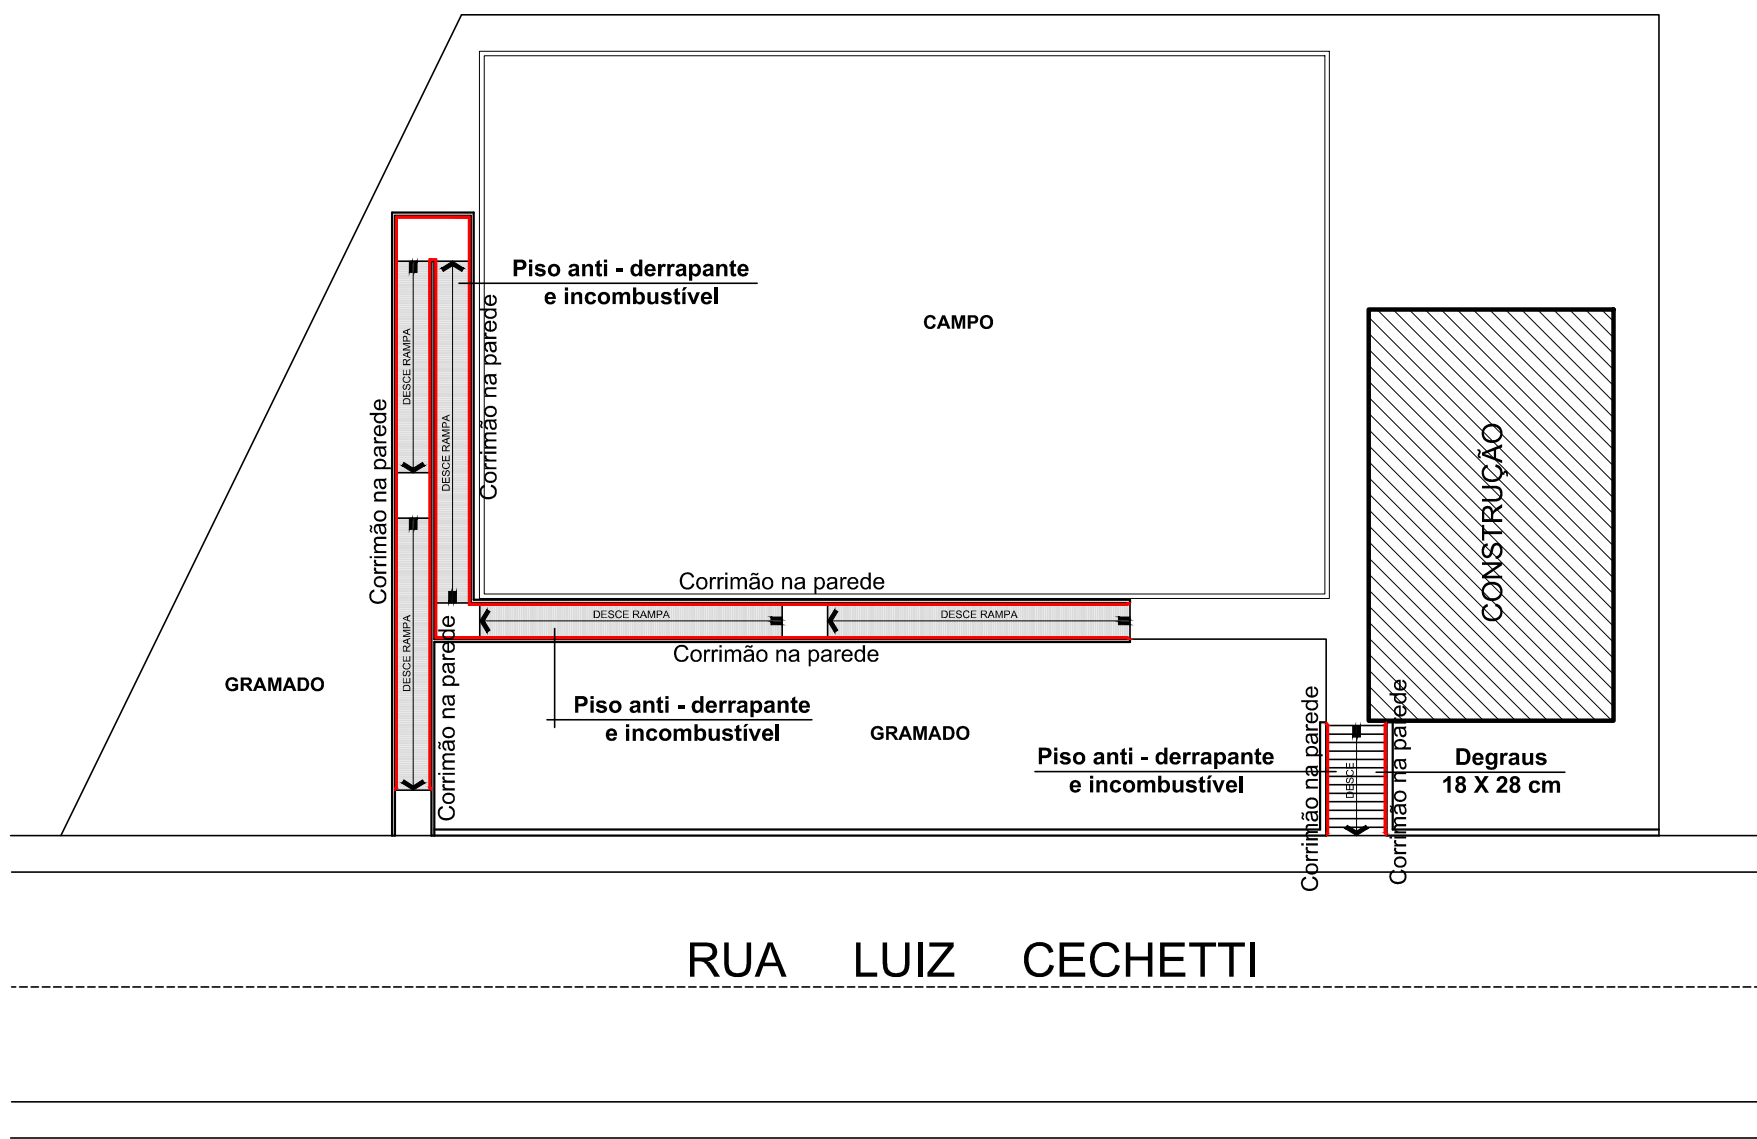 Piso anti - derrapante
e incombustível
CAMPO
DESCE RAMPA
DESCE RAMPA
Corrimão na parede
Corrimão na parede
CONSTRUÇÃO
Corrimão na parede
DESCE RAMPA
DESCE RAMPA
DESCE RAMPA
Corrimão na parede
Corrimão na parede
GRAMADO
Piso anti - derrapante
e incombustível
GRAMADO
Corrimão na parede
Corrimão na parede
Piso anti - derrapante
e incombustível
DESCE
Degraus
18 X 28 cm
RUA LUIZ CECHETTI